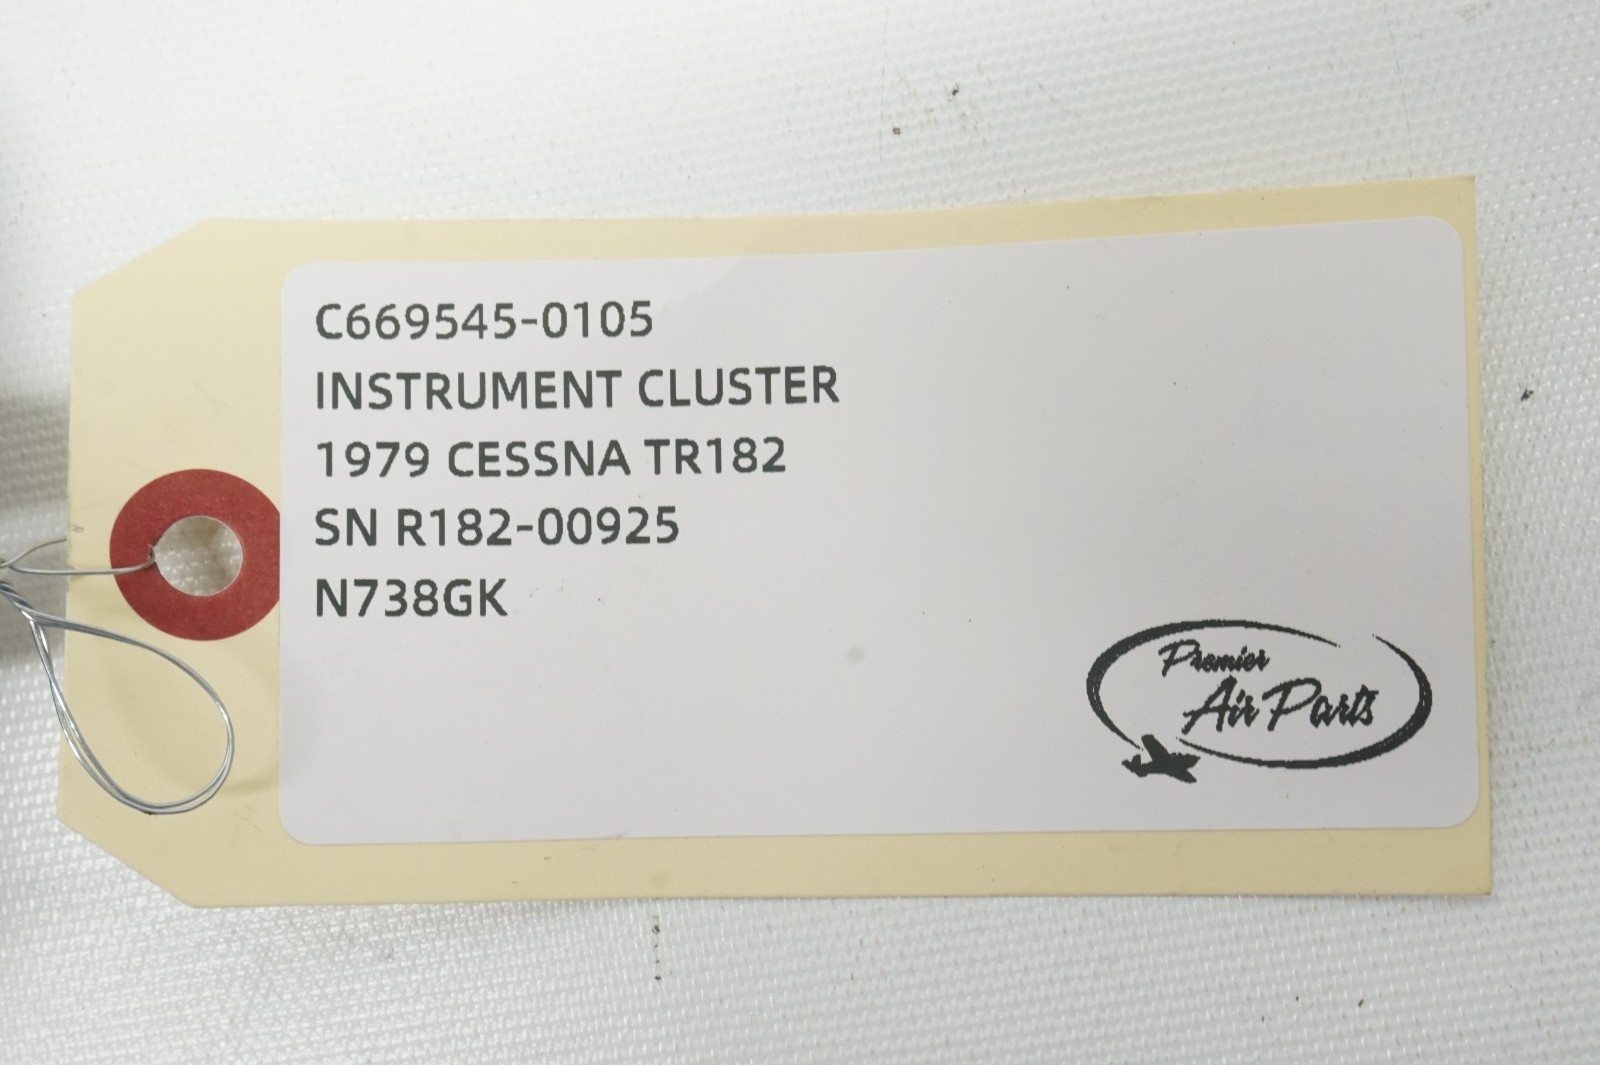 C669545-0105
INSTRUMENT CLUSTER
1979 CESSNA TR182
SN R182-00925
N738GK
Premier
Air Parts